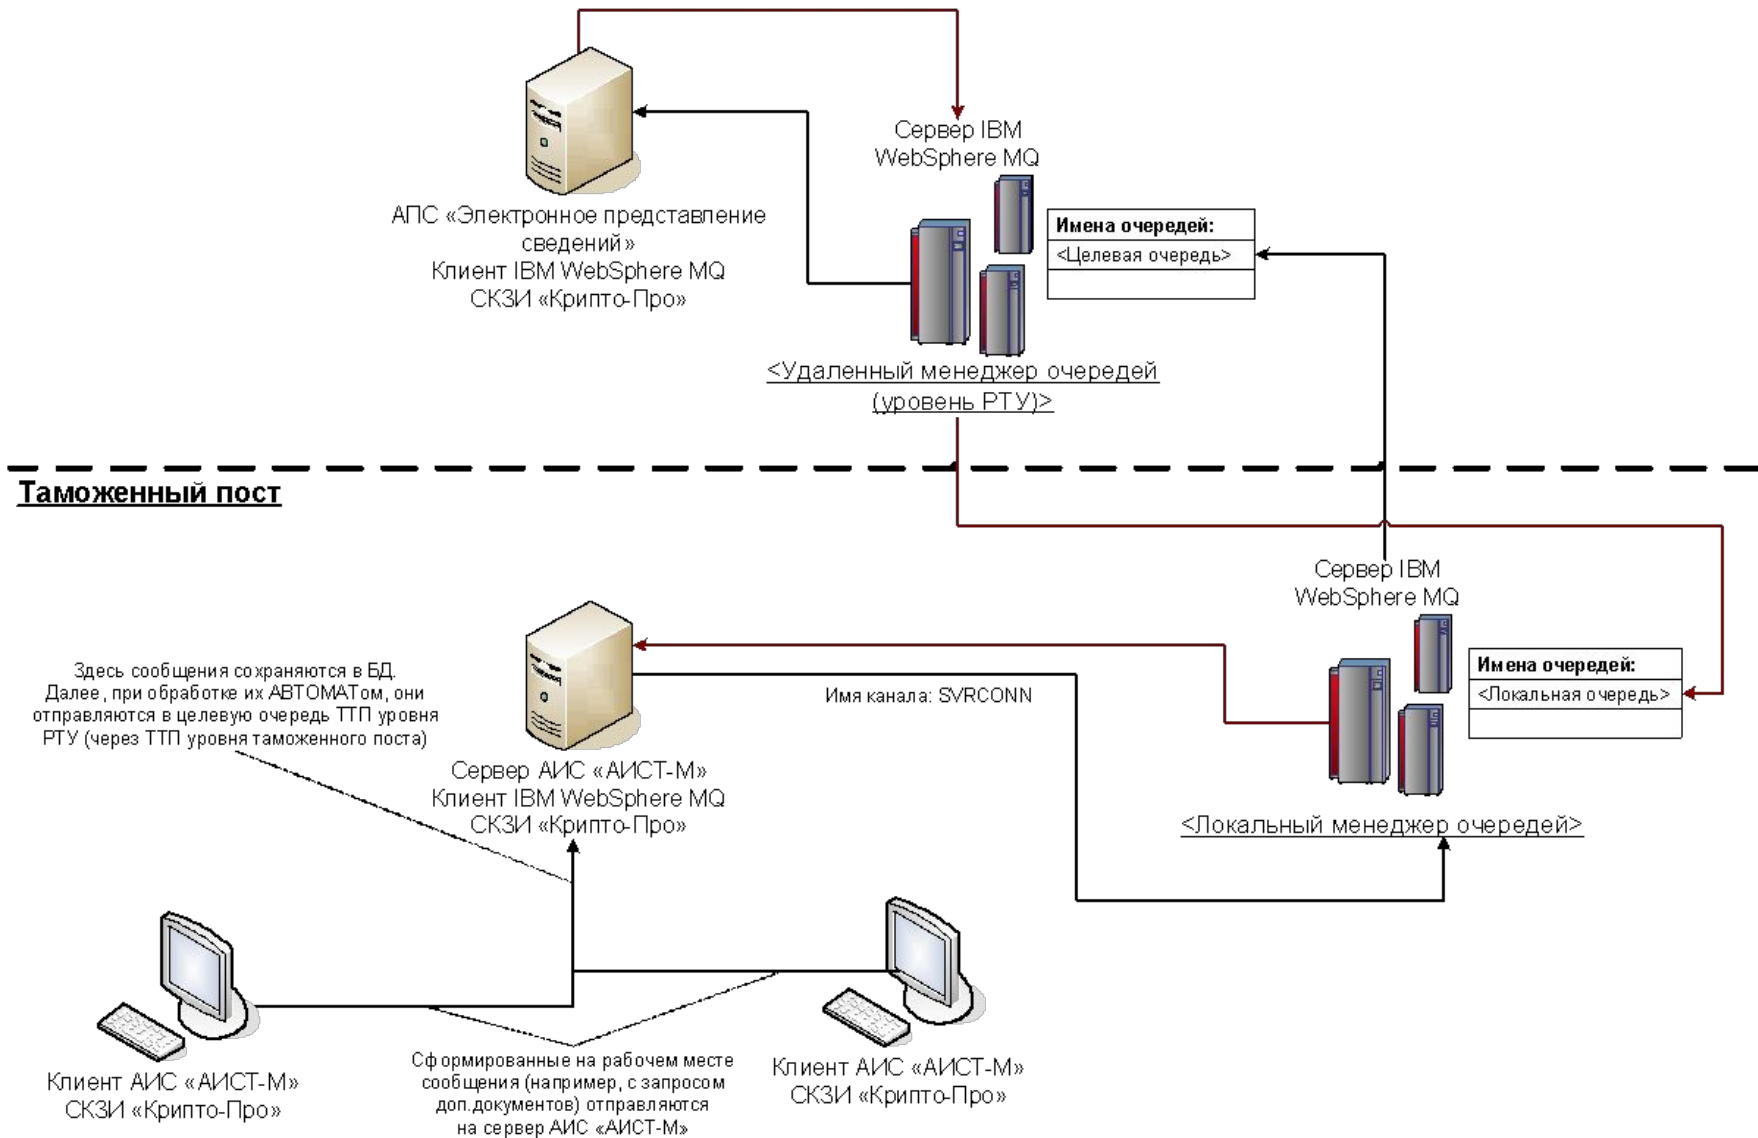 Сервер IBM
WebSphere MQ
АПС «Электронное представление
сведений»
Клиент IBM WebSphere MQ
СКЗИ «Крипто-Про»
Имена очередей:
<Целевая очередь>
<Удаленный менеджер очередей
(уровень РТУ)>
Таможенный пост
Сервер IBM
WebSphere MQ
Имена очередей:
<Локальная очередь>
<Локальный менеджер очередей>
Здесь сообщения сохраняются в БД.
Далее, при обработке их АВТОМАТом, они
отправляются в целевую очередь ТТП уровня
РТУ (через ТТП уровня таможенного поста)
Имя канала: SVRCONN
Сервер АИС «АИСТ-М»
Клиент IBM WebSphere MQ
СКЗИ «Крипто-Про»
Клиент АИС «АИСТ-М»
СКЗИ «Крипто-Про»
Сформированные на рабочем месте
сообщения (например, с запросом
доп.документов) отправляются
на сервер АИС «АИСТ-М»
Клиент АИС «АИСТ-М»
СКЗИ «Крипто-Про»